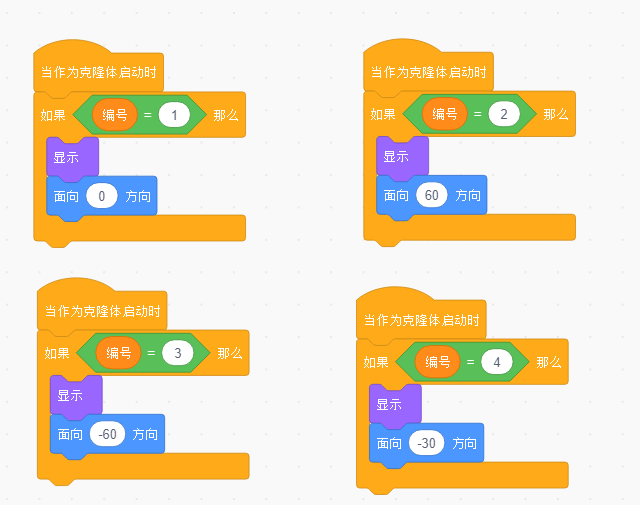 当作为克隆体启动时
如果 编号 = 1 那么
显示
面向 0 方向
当作为克隆体启动时
如果 编号 = 2 那么
显示
面向 60 方向
当作为克隆体启动时
如果 编号 = 3 那么
显示
面向 -60 方向
当作为克隆体启动时
如果 编号 = 4 那么
显示
面向 -30 方向